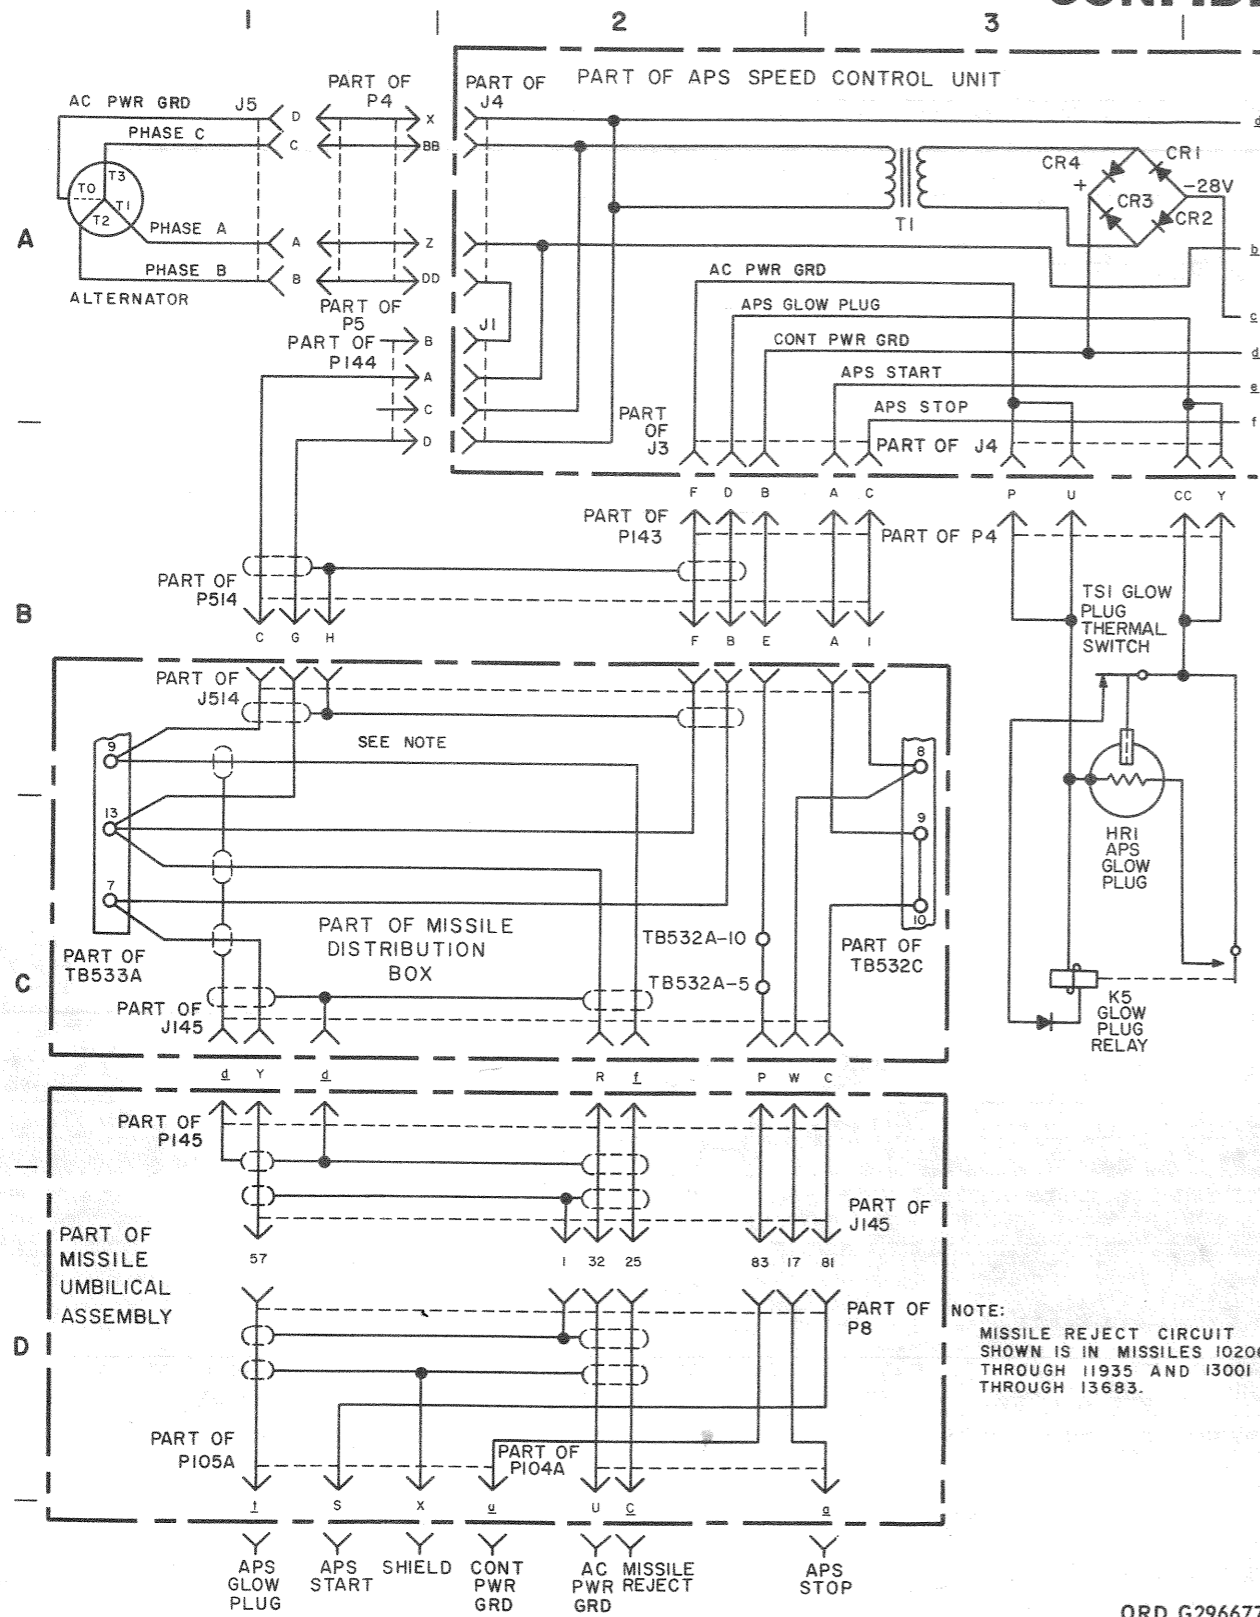 1 2 3
PART OF APS SPEED CONTROL UNIT
PART OF
P4
PART OF
J4
AC PWR GRD
J5
D
X
PHASE C
C
BB
T3
TO
T1
T2
PHASE A
A
Z
PHASE B
B
DD
ALTERNATOR
T1
CR4
CR1
+
CR3
-28V
CR2
A
b
AC PWR GRD
APS GLOW PLUG
c
CONT PWR GRD
d
APS START
e
APS STOP
f
PART OF
P5
PART OF
P144
J1
B
A
C
D
PART
OF
J3
PART OF J4
F D B A C P U CC Y
PART OF
P143
PART OF P4
PART OF
P514
B
C G H F B E A I
TS1 GLOW
PLUG
THERMAL
SWITCH
PART OF
J514
SEE NOTE
9
13
7
8
9
10
HR1
APS
GLOW
PLUG
PART OF MISSILE
DISTRIBUTION
BOX
TB532A-10
TB532A-5
PART OF
TB533A
PART OF
TB532C
C
PART OF
J145
K5
GLOW
PLUG
RELAY
d Y d R f P W C
PART OF
P145
PART OF
J145
PART OF
MISSILE
UMBILICAL
ASSEMBLY
57 1 32 25 83 17 81
PART OF
P8
D
NOTE:
MISSILE REJECT CIRCUIT
SHOWN IS IN MISSILES 10206
THROUGH 11935 AND 13001
THROUGH 13683.
PART OF
P105A
PART OF
P104A
t S X u U C a
APS
GLOW
PLUG
APS
START
SHIELD
CONT
PWR
GRD
AC
PWR
GRD
MISSILE
REJECT
APS
STOP